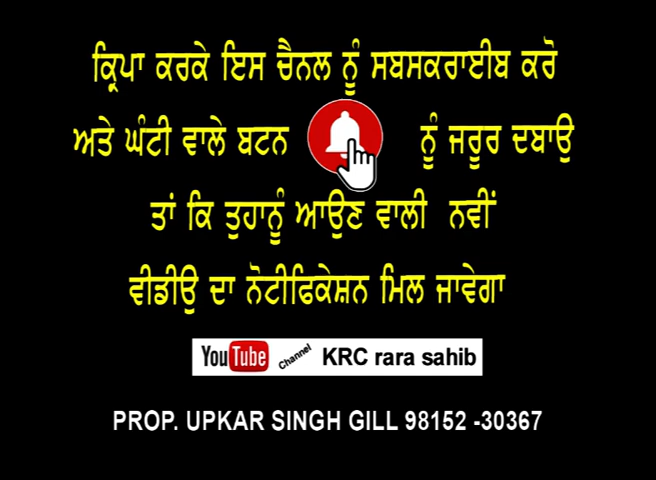 ਕ੍ਰਿਪਾ ਕਰਕੇ ਇਸ ਚੈਨਲ ਨੂੰ ਸਬਸਕਰਾਈਬ ਕਰੋ
ਅਤੇ ਘੰਟੀ ਵਾਲੇ ਬਟਨ ਨੂੰ ਜਰੂਰ ਦਬਾਉ
ਤਾਂ ਕਿ ਤੁਹਾਨੂੰ ਆਉਣ ਵਾਲੀ ਨਵੀਂ
ਵੀਡੀਉ ਦਾ ਨੋਟੀਫਿਕੇਸ਼ਨ ਮਿਲ ਜਾਵੇਗਾ
YouTube Channel KRC rara sahib
PROP. UPKAR SINGH GILL 98152 -30367